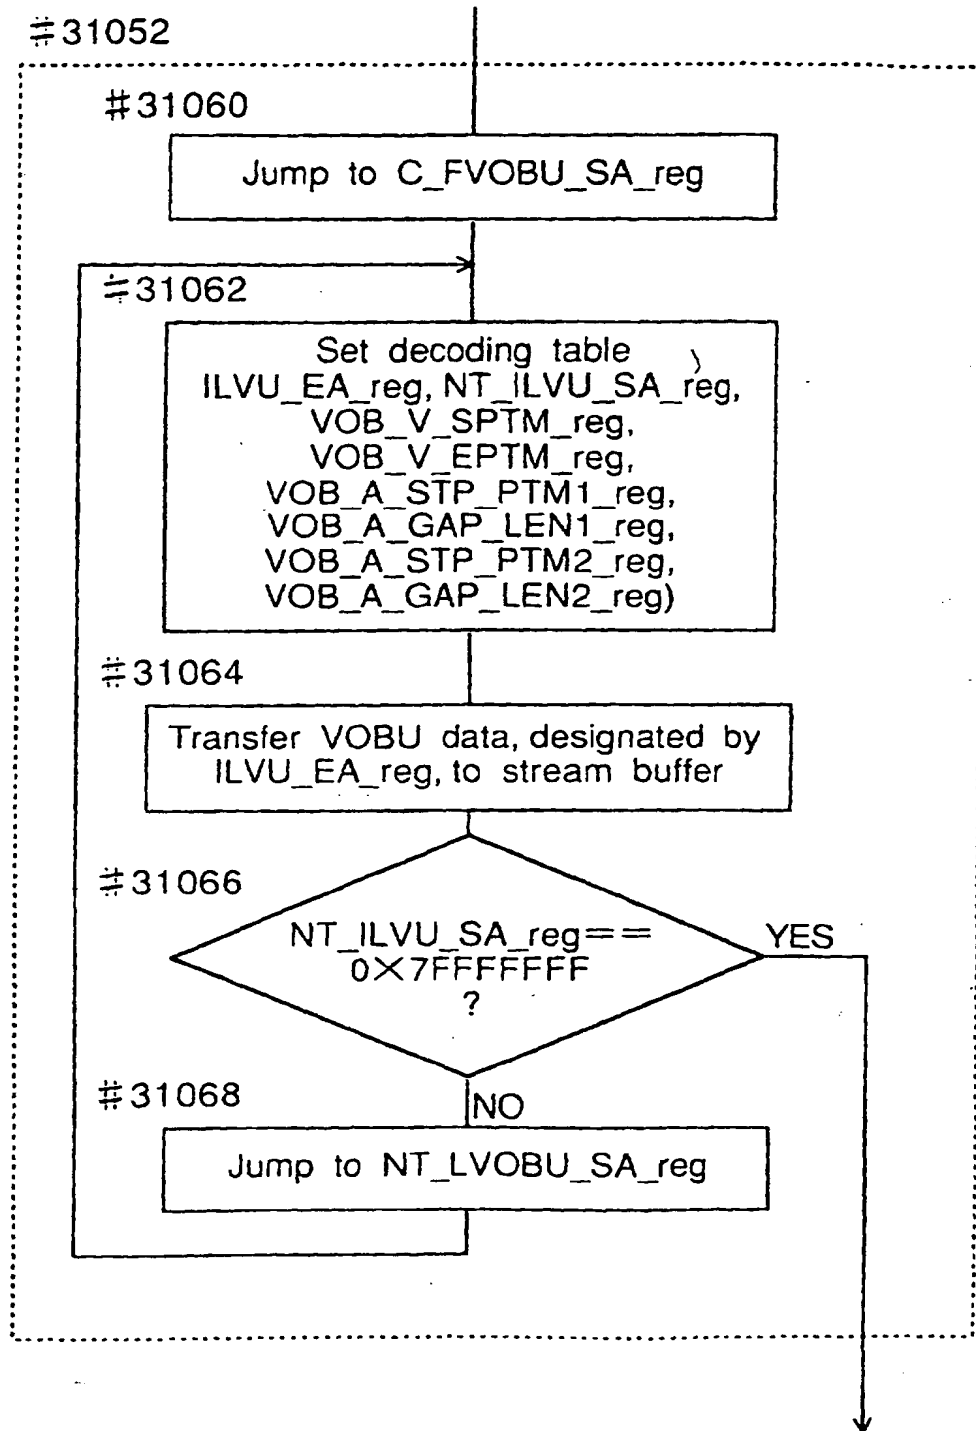 #31052
#31060
Jump to C_FVOBU_SA_reg
#31062
Set decoding table
ILVU_EA_reg, NT_ILVU_SA_reg,
VOB_V_SPTM_reg,
VOB_V_EPTM_reg,
VOB_A_STP_PTM1_reg,
VOB_A_GAP_LEN1_reg,
VOB_A_STP_PTM2_reg,
VOB_A_GAP_LEN2_reg)
#31064
Transfer VOBU data, designated by
ILVU_EA_reg, to stream buffer
#31066
NT_ILVU_SA_reg==
0X7FFFFFFF
?
YES
NO
#31068
Jump to NT_LVOBU_SA_reg